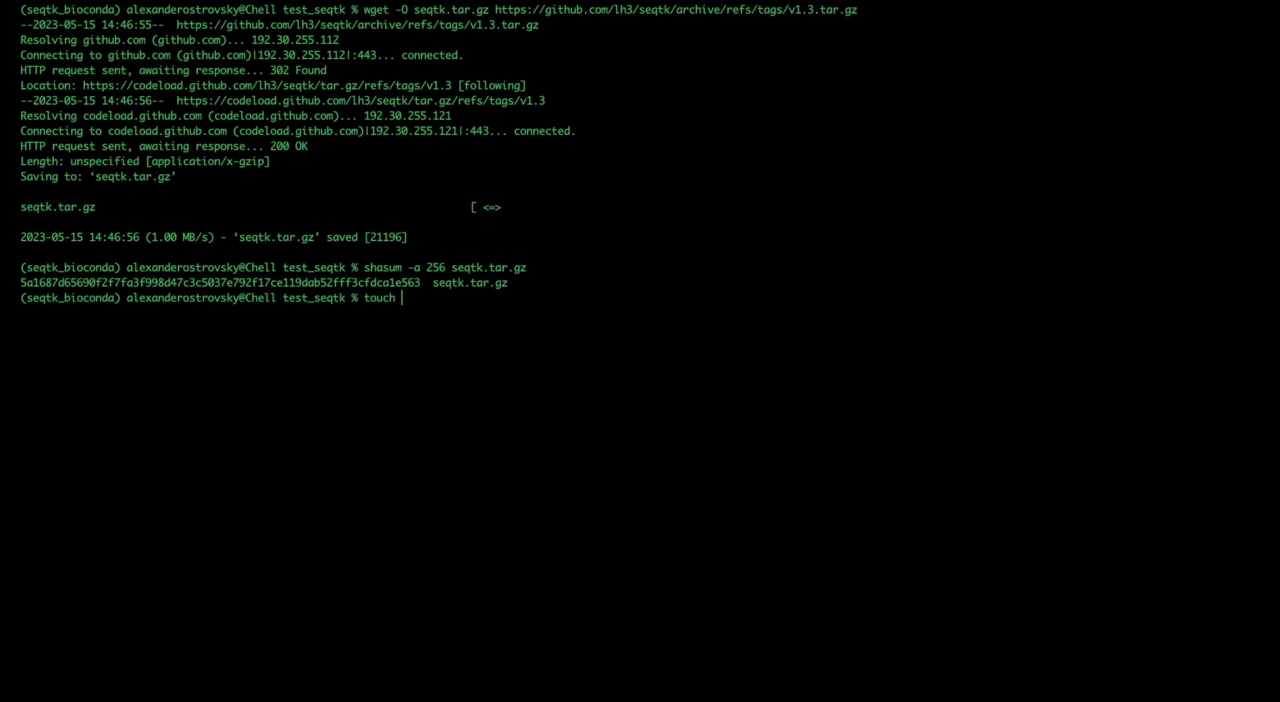 (seqtk_bioconda) alexanderostrovsky@Chell test_seqtk % wget -O seqtk.tar.gz https://github.com/lh3/seqtk/archive/refs/tags/v1.3.tar.gz
--2023-05-15 14:46:55--  https://github.com/lh3/seqtk/archive/refs/tags/v1.3.tar.gz
Resolving github.com (github.com)... 192.30.255.112
Connecting to github.com (github.com)|192.30.255.112|:443... connected.
HTTP request sent, awaiting response... 302 Found
Location: https://codeload.github.com/lh3/seqtk/tar.gz/refs/tags/v1.3 [following]
--2023-05-15 14:46:56--  https://codeload.github.com/lh3/seqtk/tar.gz/refs/tags/v1.3
Resolving codeload.github.com (codeload.github.com)... 192.30.255.121
Connecting to codeload.github.com (codeload.github.com)|192.30.255.121|:443... connected.
HTTP request sent, awaiting response... 200 OK
Length: unspecified [application/x-gzip]
Saving to: ‘seqtk.tar.gz’
seqtk.tar.gz [ <=>
2023-05-15 14:46:56 (1.00 MB/s) - ‘seqtk.tar.gz’ saved [21196]
(seqtk_bioconda) alexanderostrovsky@Chell test_seqtk % shasum -a 256 seqtk.tar.gz
5a1687d65690f2f7fa3f998d47c3c5037e792f17ce119dab52fff3cfdca1e563  seqtk.tar.gz
(seqtk_bioconda) alexanderostrovsky@Chell test_seqtk % touch